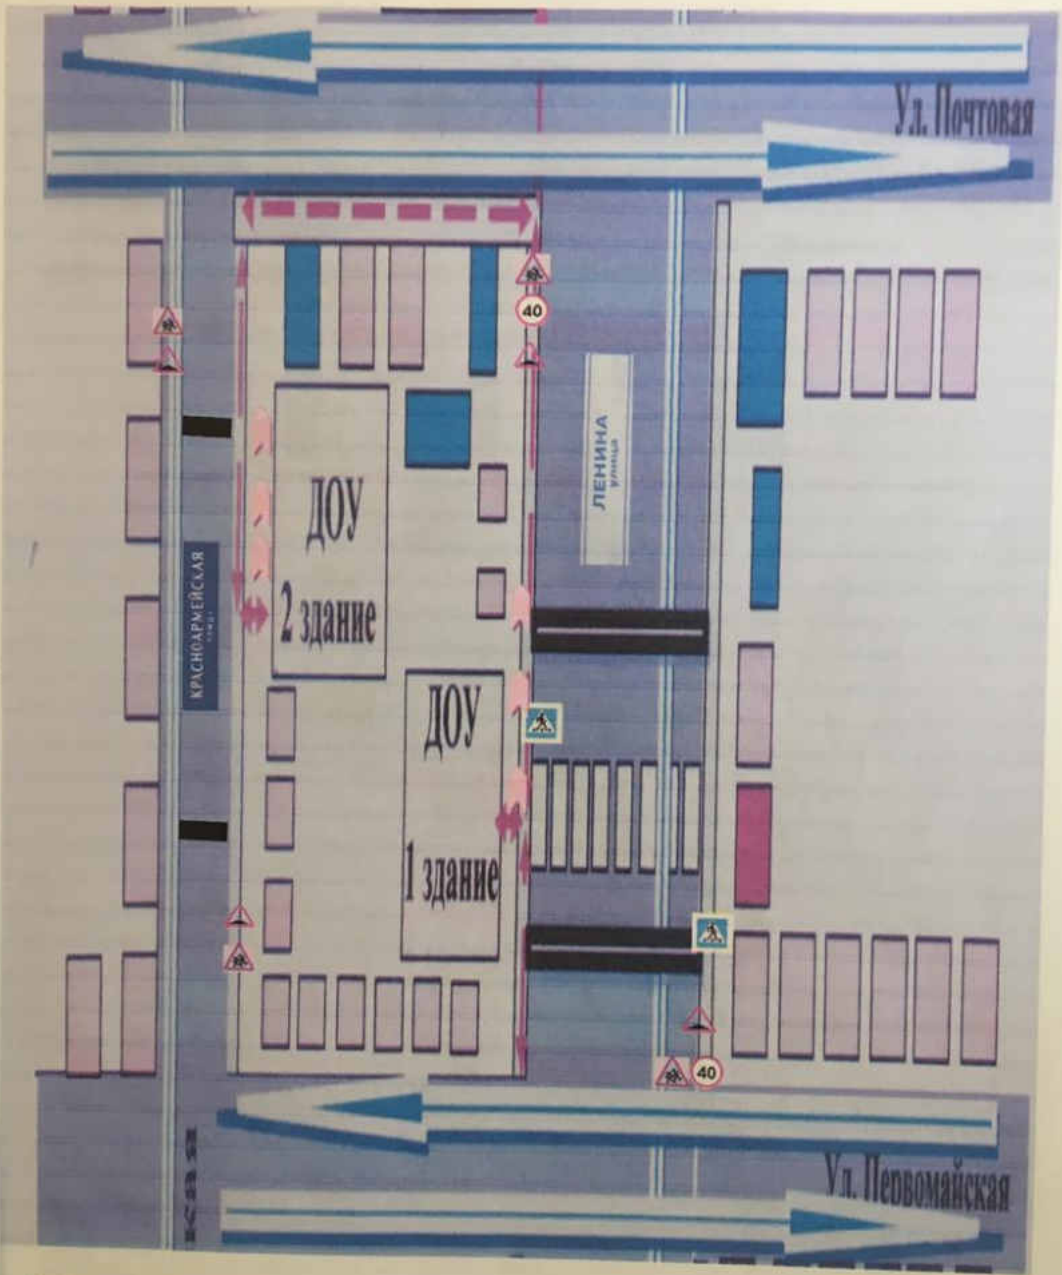 Ул. Почтовая
40
ЛЕНИНА
улица
ДОУ
2 здание
КРАСНОАРМЕЙСКАЯ
ДОУ
1 здание
40
Ул. Первомайская